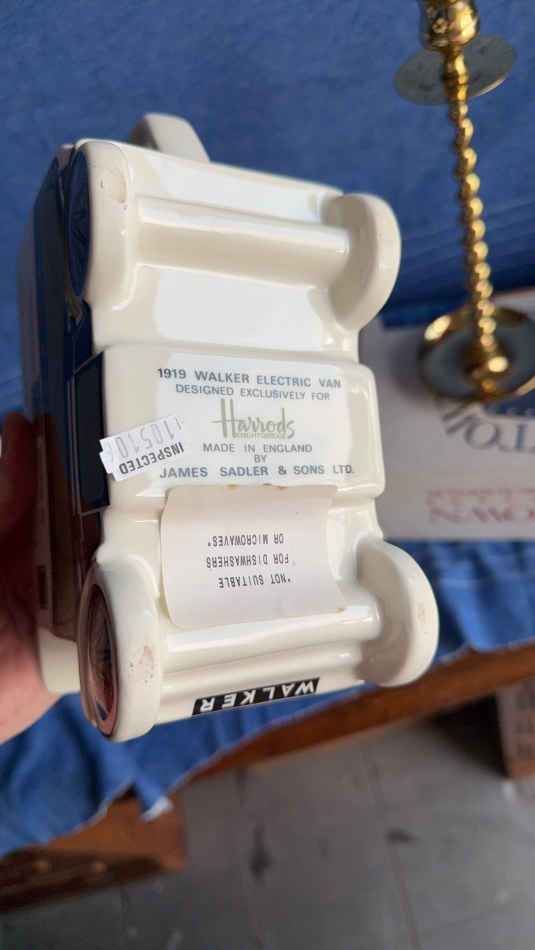 1919 WALKER ELECTRIC VAN
DESIGNED EXCLUSIVELY FOR
Harrods
KNIGHTSBRIDGE
MADE IN ENGLAND
BY
JAMES SADLER & SONS LTD.
INSPECTED
"NOT SUITABLE
FOR DISHWASHERS
OR MICROWAVES"
WALKER